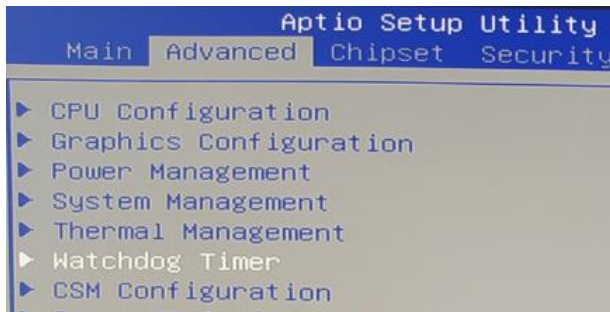 Aptio Setup Utility
Main Advanced Chipset Security
CPU Configuration
Graphics Configuration
Power Management
System Management
Thermal Management
Watchdog Timer
CSM Configuration